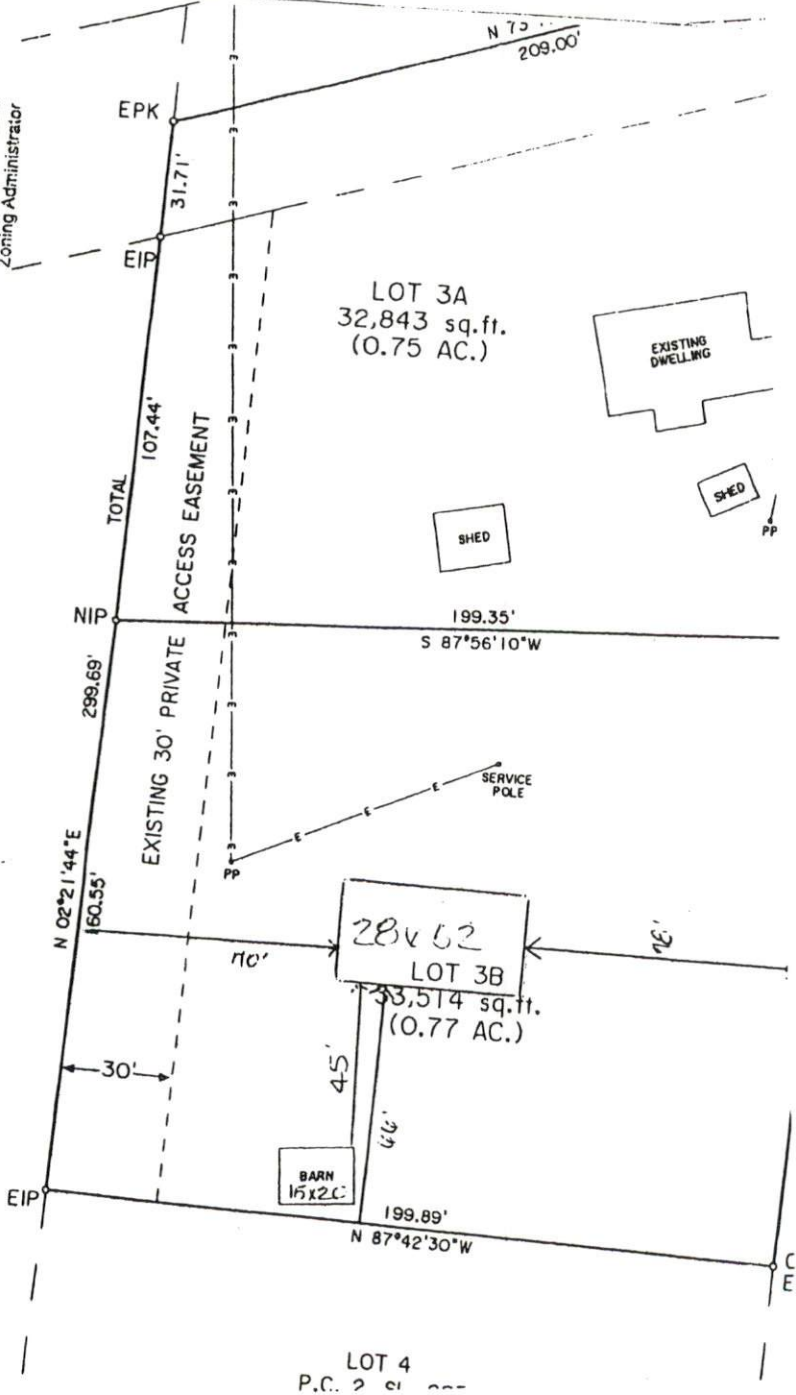 209.00'
Zoning Administrator
EPK
31.71'
EIP
LOT 3A
32,843 sq.ft.
(0.75 AC.)
EXISTING
DWELLING
107.44'
TOTAL
SHED
SHED
PP
EXISTING 30' PRIVATE ACCESS EASEMENT
NIP
199.35'
S 87°56'10"W
299.69'
SERVICE
POLE
E E E
PP
N 02°21'44"E
160.55'
28x62
LOT 3B
33,514 sq.ft.
(0.77 AC.)
30'
45'
66'
BARN
15x20
EIP
199.89'
N 87°42'30"W
LOT 4
P.C. 2